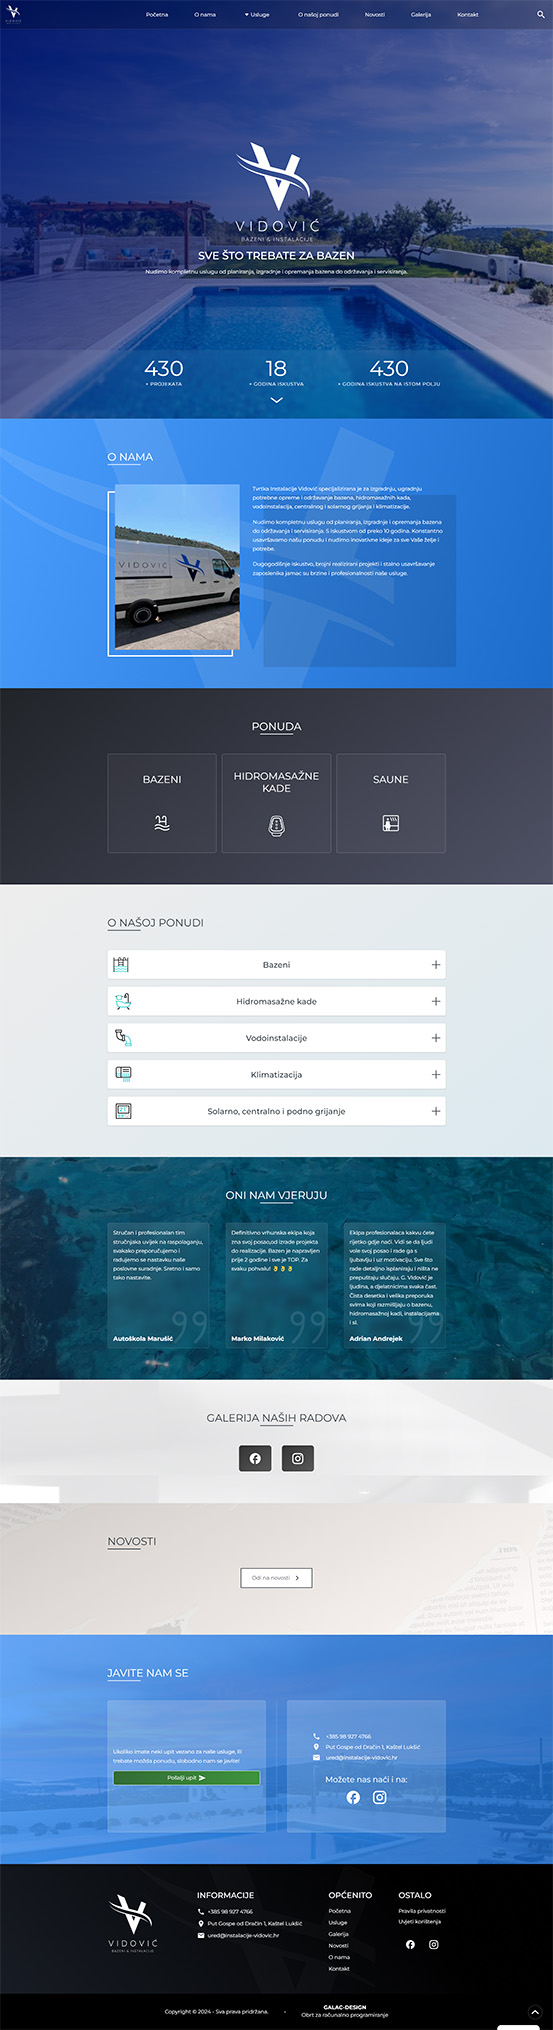 VIDOVIĆ
Početna
O nama
Usluge
O našoj ponudi
Novosti
Galerija
Kontakt
VIDOVIĆ
BAZENI & INSTALACIJE
SVE ŠTO TREBATE ZA BAZEN
Nudimo kompletnu uslugu od planiranja, izgradnje i opremanja bazena do održavanja i servisiranja.
430
+ PROJEKATA
18
+ GODINA ISKUSTVA
430
+ GODINA ISKUSTVA NA ISTOM POLJU
O NAMA
VIDOVIĆ
Tvrtka Instalacije Vidović specijalizirana je za izgradnju, ugradnju
potrebne opreme i održavanje bazena, hidromasažnih kada,
vodoinstalacija, centralnog i solarnog grijanja i klimatizacije.
Nudimo kompletnu uslugu od planiranja, izgradnje i opremanja bazena
do održavanja i servisiranja. S iskustvom od preko 10 godina. Konstantno
usavršavamo našu ponudu i nudimo inovativne ideje za sve Vaše želje i
potrebe.
Dugogodišnje iskustvo, brojni realizirani projekti i stalno usavršavanje
zaposlenika jamac su brzine i profesionalnosti naše usluge.
PONUDA
BAZENI
HIDROMASAŽNE
KADE
SAUNE
O NAŠOJ PONUDI
Bazeni
Hidromasažne kade
Vodoinstalacije
Klimatizacija
Solarno, centralno i podno grijanje
ONI NAM VJERUJU
Stručan i profesionalan tim
stručnjaka uvijek na raspolaganju,
svakako preporučujemo i
radujemo se nastavku naše
poslovne suradnje. Sretno i samo
tako nastavite.
Autoškola Marušić
Definitivno vrhunska ekipa koja
zna svoj posao,od izrade projekta
do realizacije. Bazen je napravljen
prije 2 godine i sve je TOP. Za
svaku pohvalu! 👌👌👌
Marko Milaković
Ekipa profesionalaca kakvu ćete
rijetko gdje naći. Vidi se da ljudi
vole svoj posao i rade ga s
ljubavlju i uz motivaciju. Sve što
rade detaljno isplaniraju i ništa ne
prepuštaju slučaju. G. Vidović je
ljudina, a djelatnicima svaka čast.
Čista desetka i velika preporuka
svima koji razmišljaju o bazenu,
hidromasažnoj kadi, instalacijama
i sl.
Adrian Andrejek
GALERIJA NAŠIH RADOVA
NOVOSTI
Odi na novosti
JAVITE NAM SE
Ukoliko imate neki upit vezano za naše usluge, ili
trebate možda ponudu, slobodno nam se javite!
Pošalji upit
+385 98 927 4766
Put Gospe od Dračin 1, Kaštel Lukšić
ured@instalacije-vidovic.hr
Možete nas naći i na:
VIDOVIĆ
BAZENI & INSTALACIJE
INFORMACIJE
+385 98 927 4766
Put Gospe od Dračin 1, Kaštel Lukšić
ured@instalacije-vidovic.hr
OPĆENITO
Početna
Usluge
Galerija
Novosti
O nama
Kontakt
OSTALO
Pravila privatnosti
Uvjeti korištenja
Copyright © 2024 - Sva prava pridržana.
-
GALAC-DESIGN
Obrt za računalno programiranje